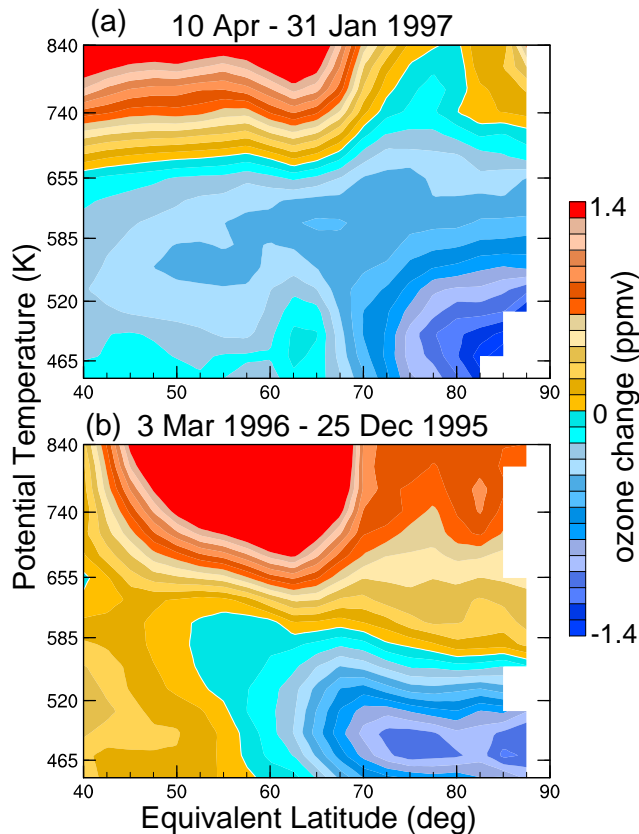 (a) 10 Apr - 31 Jan 1997
840
740
655
585
520
465
40 50 60 70 80 90
(b) 3 Mar 1996 - 25 Dec 1995
840
740
655
585
520
465
40 50 60 70 80 90
Equivalent Latitude (deg)
Potential Temperature (K)
1.4
0
-1.4
ozone change (ppmv)